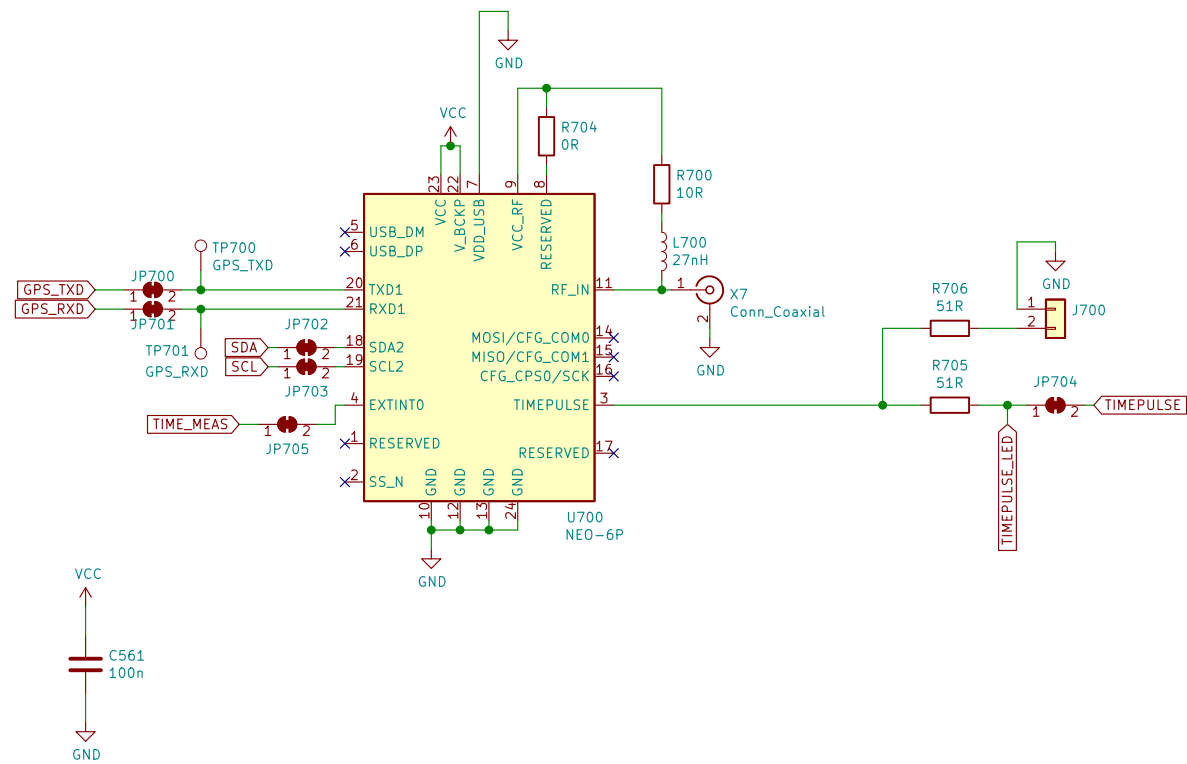 GND
VCC
R704
0R
R700
10R
23
22
7
9
8
VCC
V_BCKP
VDD_USB
VCC_RF
RESERVED
5
USB_DM
6
USB_DP
TP700
GPS_TXD
L700
27nH
JP700
GPS_TXD
1
2
20
TXD1
RF_IN
11
1
X7
Conn_Coaxial
2
GND
GPS_RXD
1
2
21
RXD1
JP701
TP701
GPS_RXD
JP702
SDA
1
2
18
SDA2
SCL
1
2
19
SCL2
JP703
MOSI/CFG_COM0
14
MISO/CFG_COM1
15
CFG_CPS0/SCK
16
GND
R706
51R
1
2
J700
R705
51R
JP704
1
2
TIMEPULSE
TIMEPULSE_LED
4
EXTINT0
TIMEPULSE
3
TIME_MEAS
1
2
JP705
1
RESERVED
RESERVED
17
2
SS_N
GND
GND
GND
GND
10
12
13
24
U700
NEO-6P
GND
VCC
C561
100n
GND